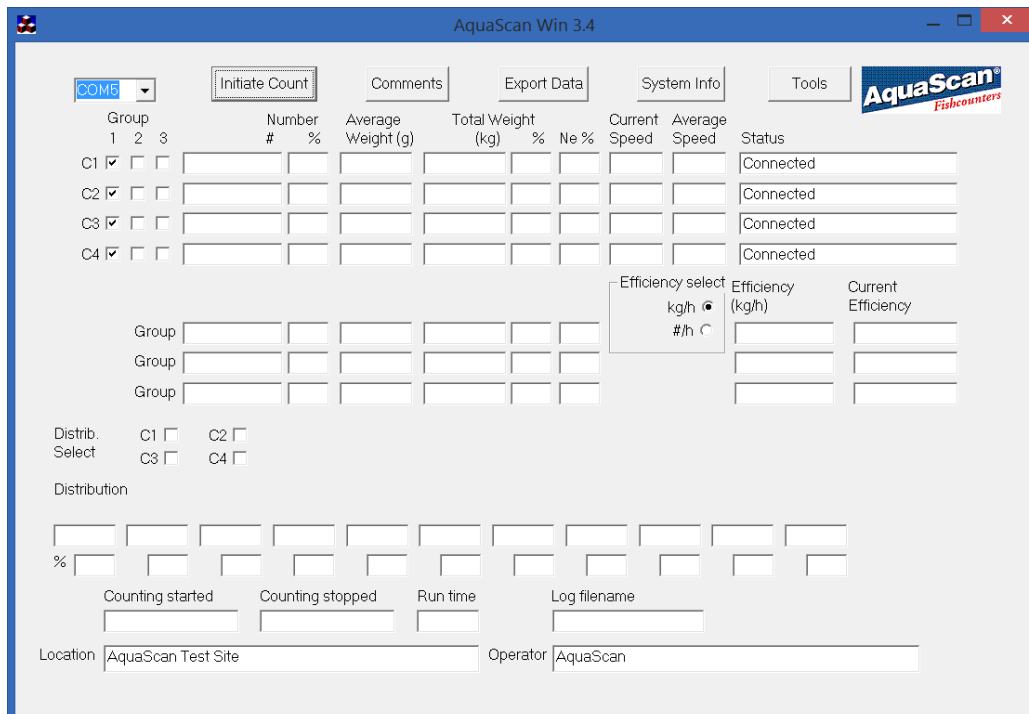 AquaScan Win 3.4
COM5
Initiate Count
Comments
Export Data
System Info
Tools
AquaScan®
Fishcounters
Group
1 2 3
Number
# %
Average
Weight (g)
Total Weight
(kg) % Ne %
Current
Speed
Average
Speed
Status
C1 Connected
C2 Connected
C3 Connected
C4 Connected
Efficiency select
kg/h
#/h
Efficiency
(kg/h)
Current
Efficiency
Group
Group
Group
Distrib.
Select
C1 C2
C3 C4
Distribution
%
Counting started Counting stopped Run time Log filename
Location AquaScan Test Site Operator AquaScan